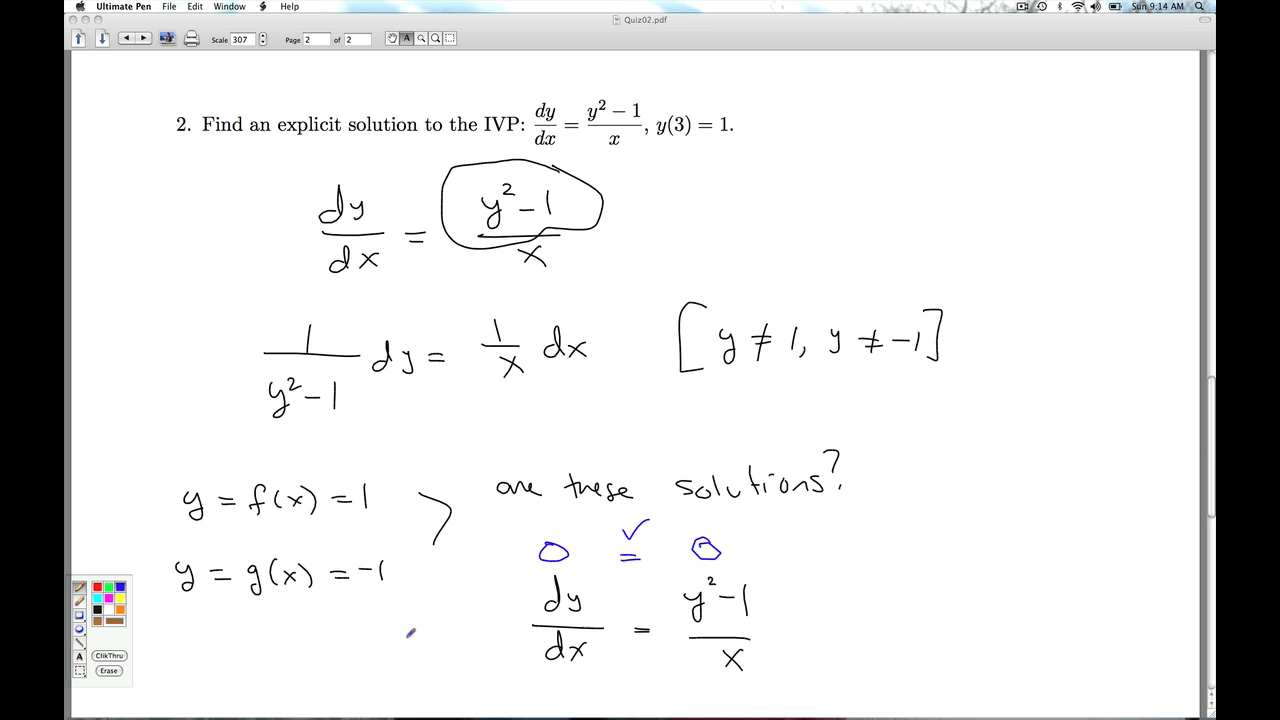 Ultimate Pen File Edit Window Help Sun 9:14 AM
Quiz02.pdf
Scale 307 Page 2 of 2 A
2. Find an explicit solution to the IVP: dy/dx = (y² − 1)/x, y(3) = 1.
dy/dx = (y² − 1)/x
1/(y² − 1) dy = 1/x dx [y ≠ 1, y ≠ −1]
y = f(x) = 1 are these solutions?
0 = 0
y = g(x) = −1
dy/dx = (y² − 1)/x
A ClikThru
Erase